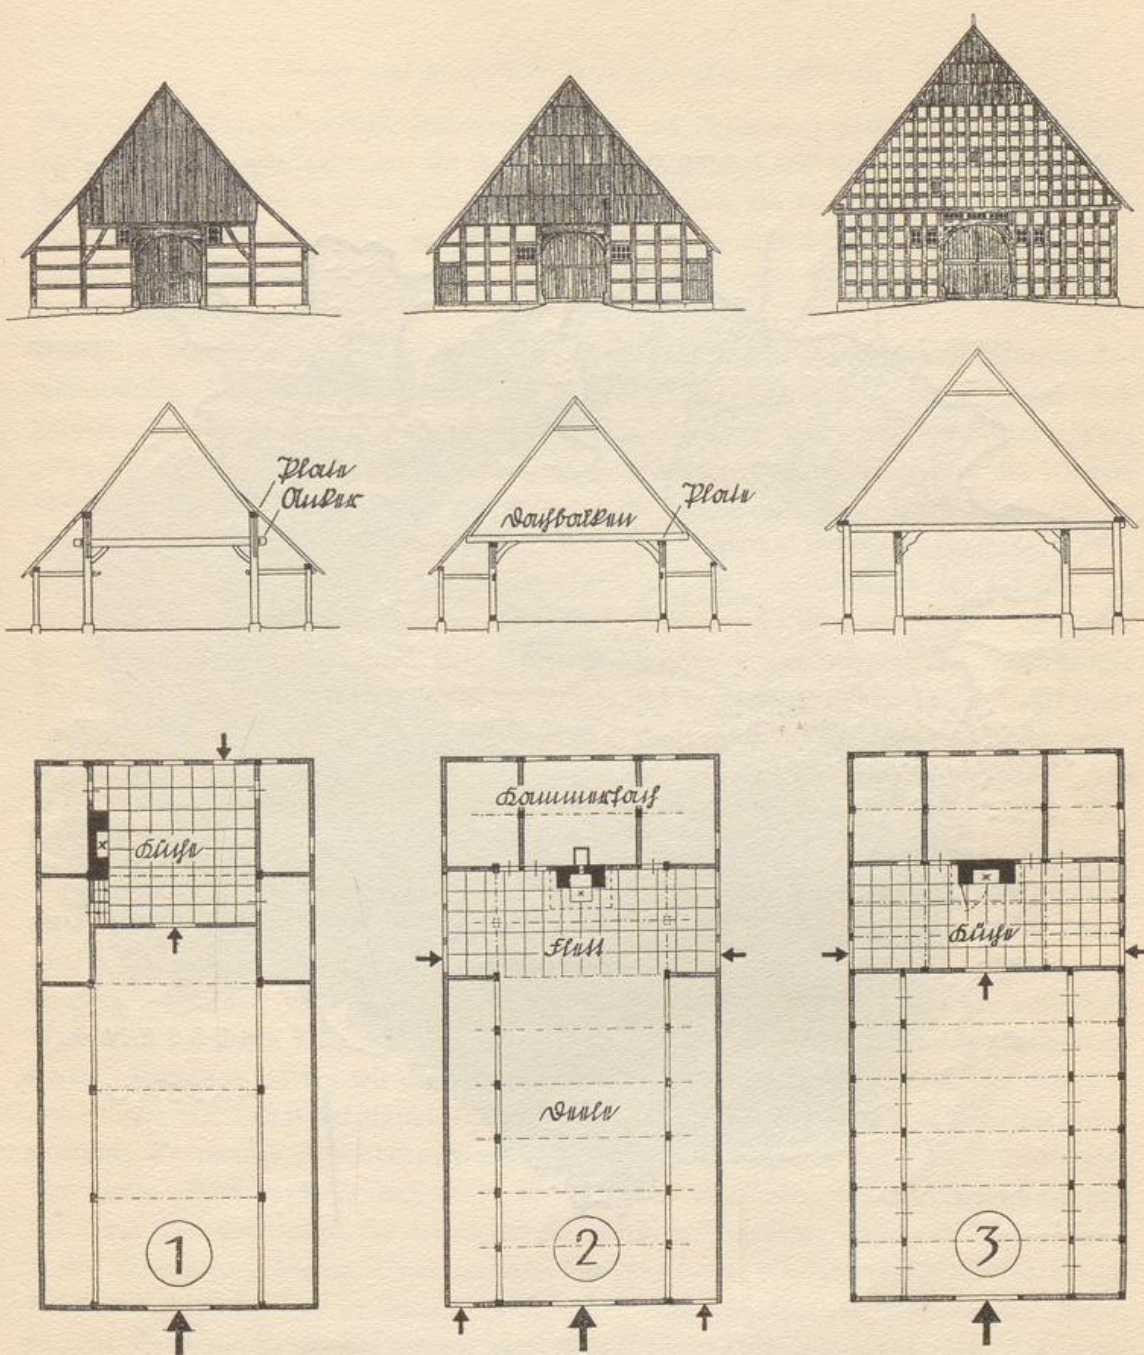 Plate
Anker
Dachbalken
Plate
Küche
Kammerfach
Flett
Küche
Deele
1
2
3